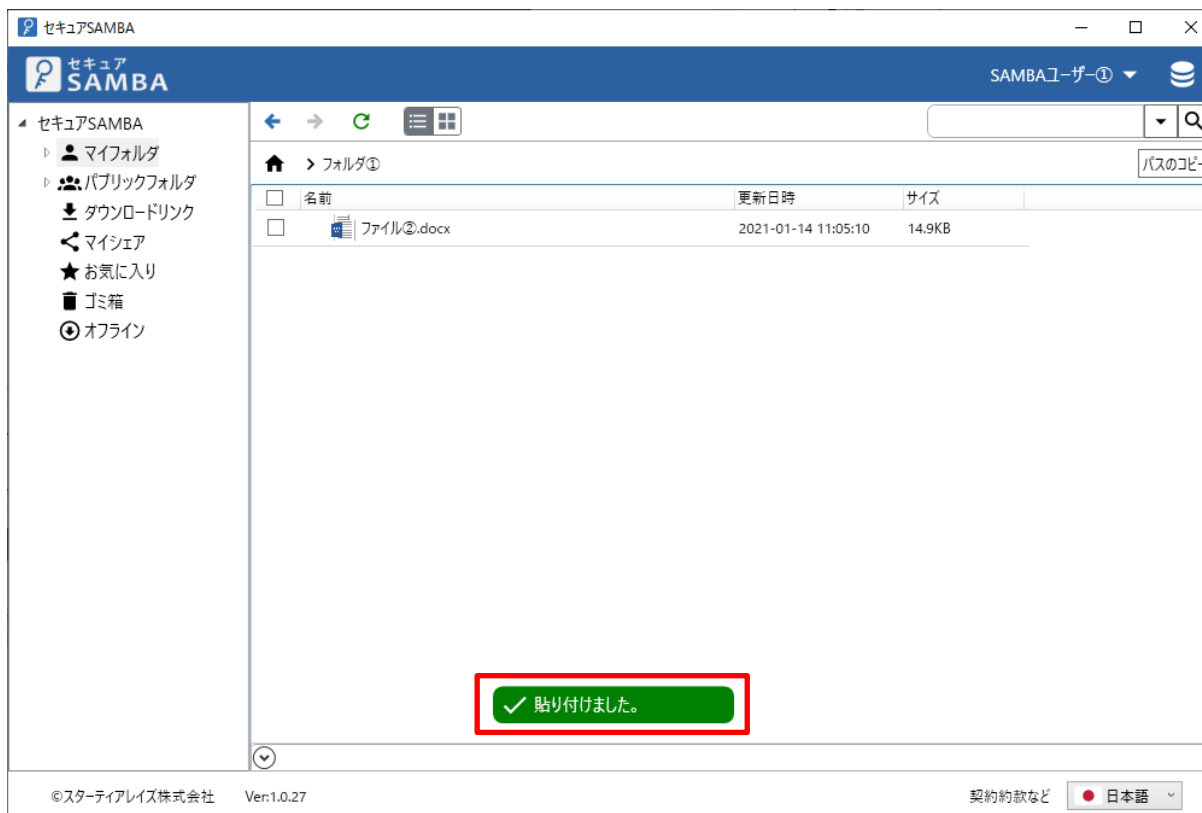 セキュアSAMBA
セキュア
SAMBA
SAMBAユーザー①
セキュアSAMBA
マイフォルダ
パブリックフォルダ
ダウンロードリンク
マイシェア
お気に入り
ゴミ箱
オフライン
フォルダ①
パスのコピー
名前 更新日時 サイズ
ファイル②.docx 2021-01-14 11:05:10 14.9KB
貼り付けました。
©スターティアレイズ株式会社 Ver:1.0.27 契約約款など 日本語